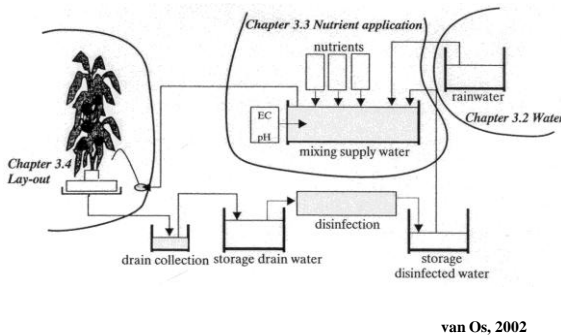 Chapter 3.3 Nutrient application
nutrients
rainwater
Chapter 3.2 Water
EC
pH
mixing supply water
Chapter 3.4
Lay-out
disinfection
drain collection
storage drain water
storage
disinfected water
van Os, 2002